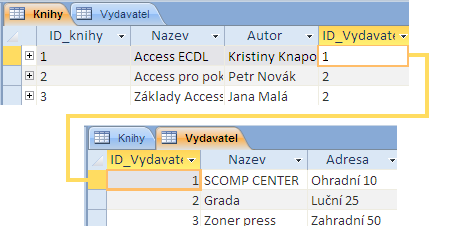 Knihy Vydavatel
ID_knihy Nazev Autor ID_Vydavate
1 Access ECDL Kristiny Knapo 1
2 Access pro pok Petr Novák 2
3 Základy Access Jana Malá 2
Knihy Vydavatel
ID_Vydavate Nazev Adresa
1 SCOMP CENTER Ohradní 10
2 Grada Luční 25
3 Zoner press Zahradní 50